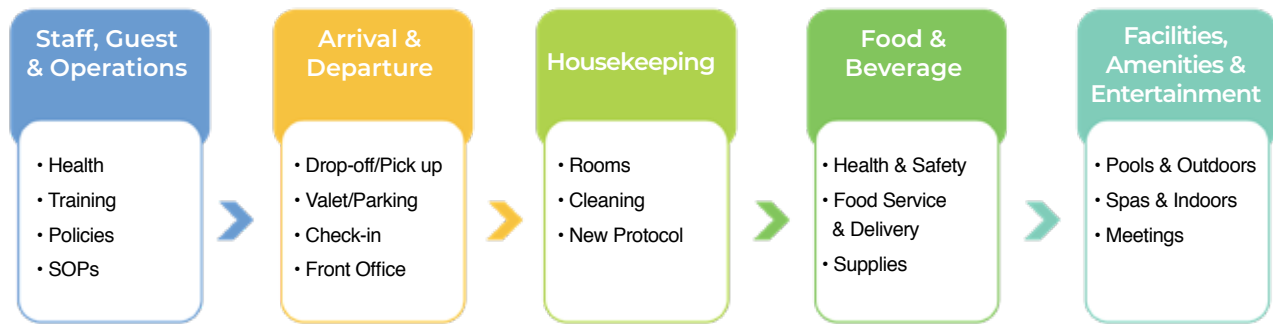 Staff, Guest
& Operations
• Health
• Training
• Policies
• SOPs
Arrival &
Departure
• Drop-off/Pick up
• Valet/Parking
• Check-in
• Front Office
Housekeeping
• Rooms
• Cleaning
• New Protocol
Food &
Beverage
• Health & Safety
• Food Service
& Delivery
• Supplies
Facilities,
Amenities &
Entertainment
• Pools & Outdoors
• Spas & Indoors
• Meetings